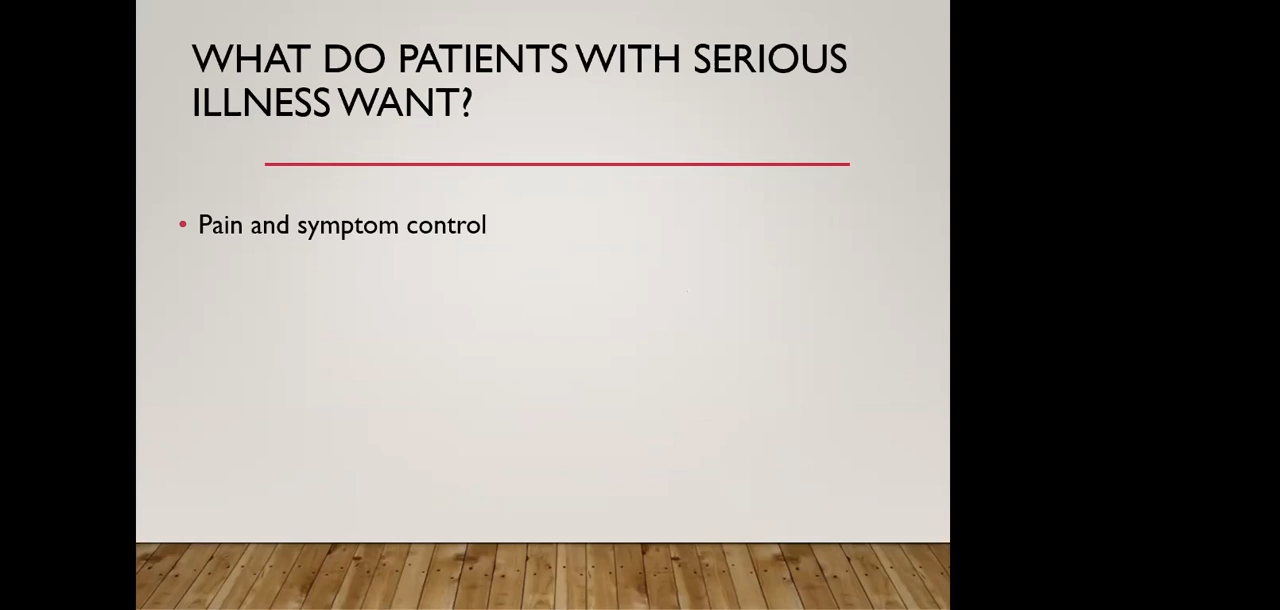 WHAT DO PATIENTS WITH SERIOUS
ILLNESS WANT?
• Pain and symptom control